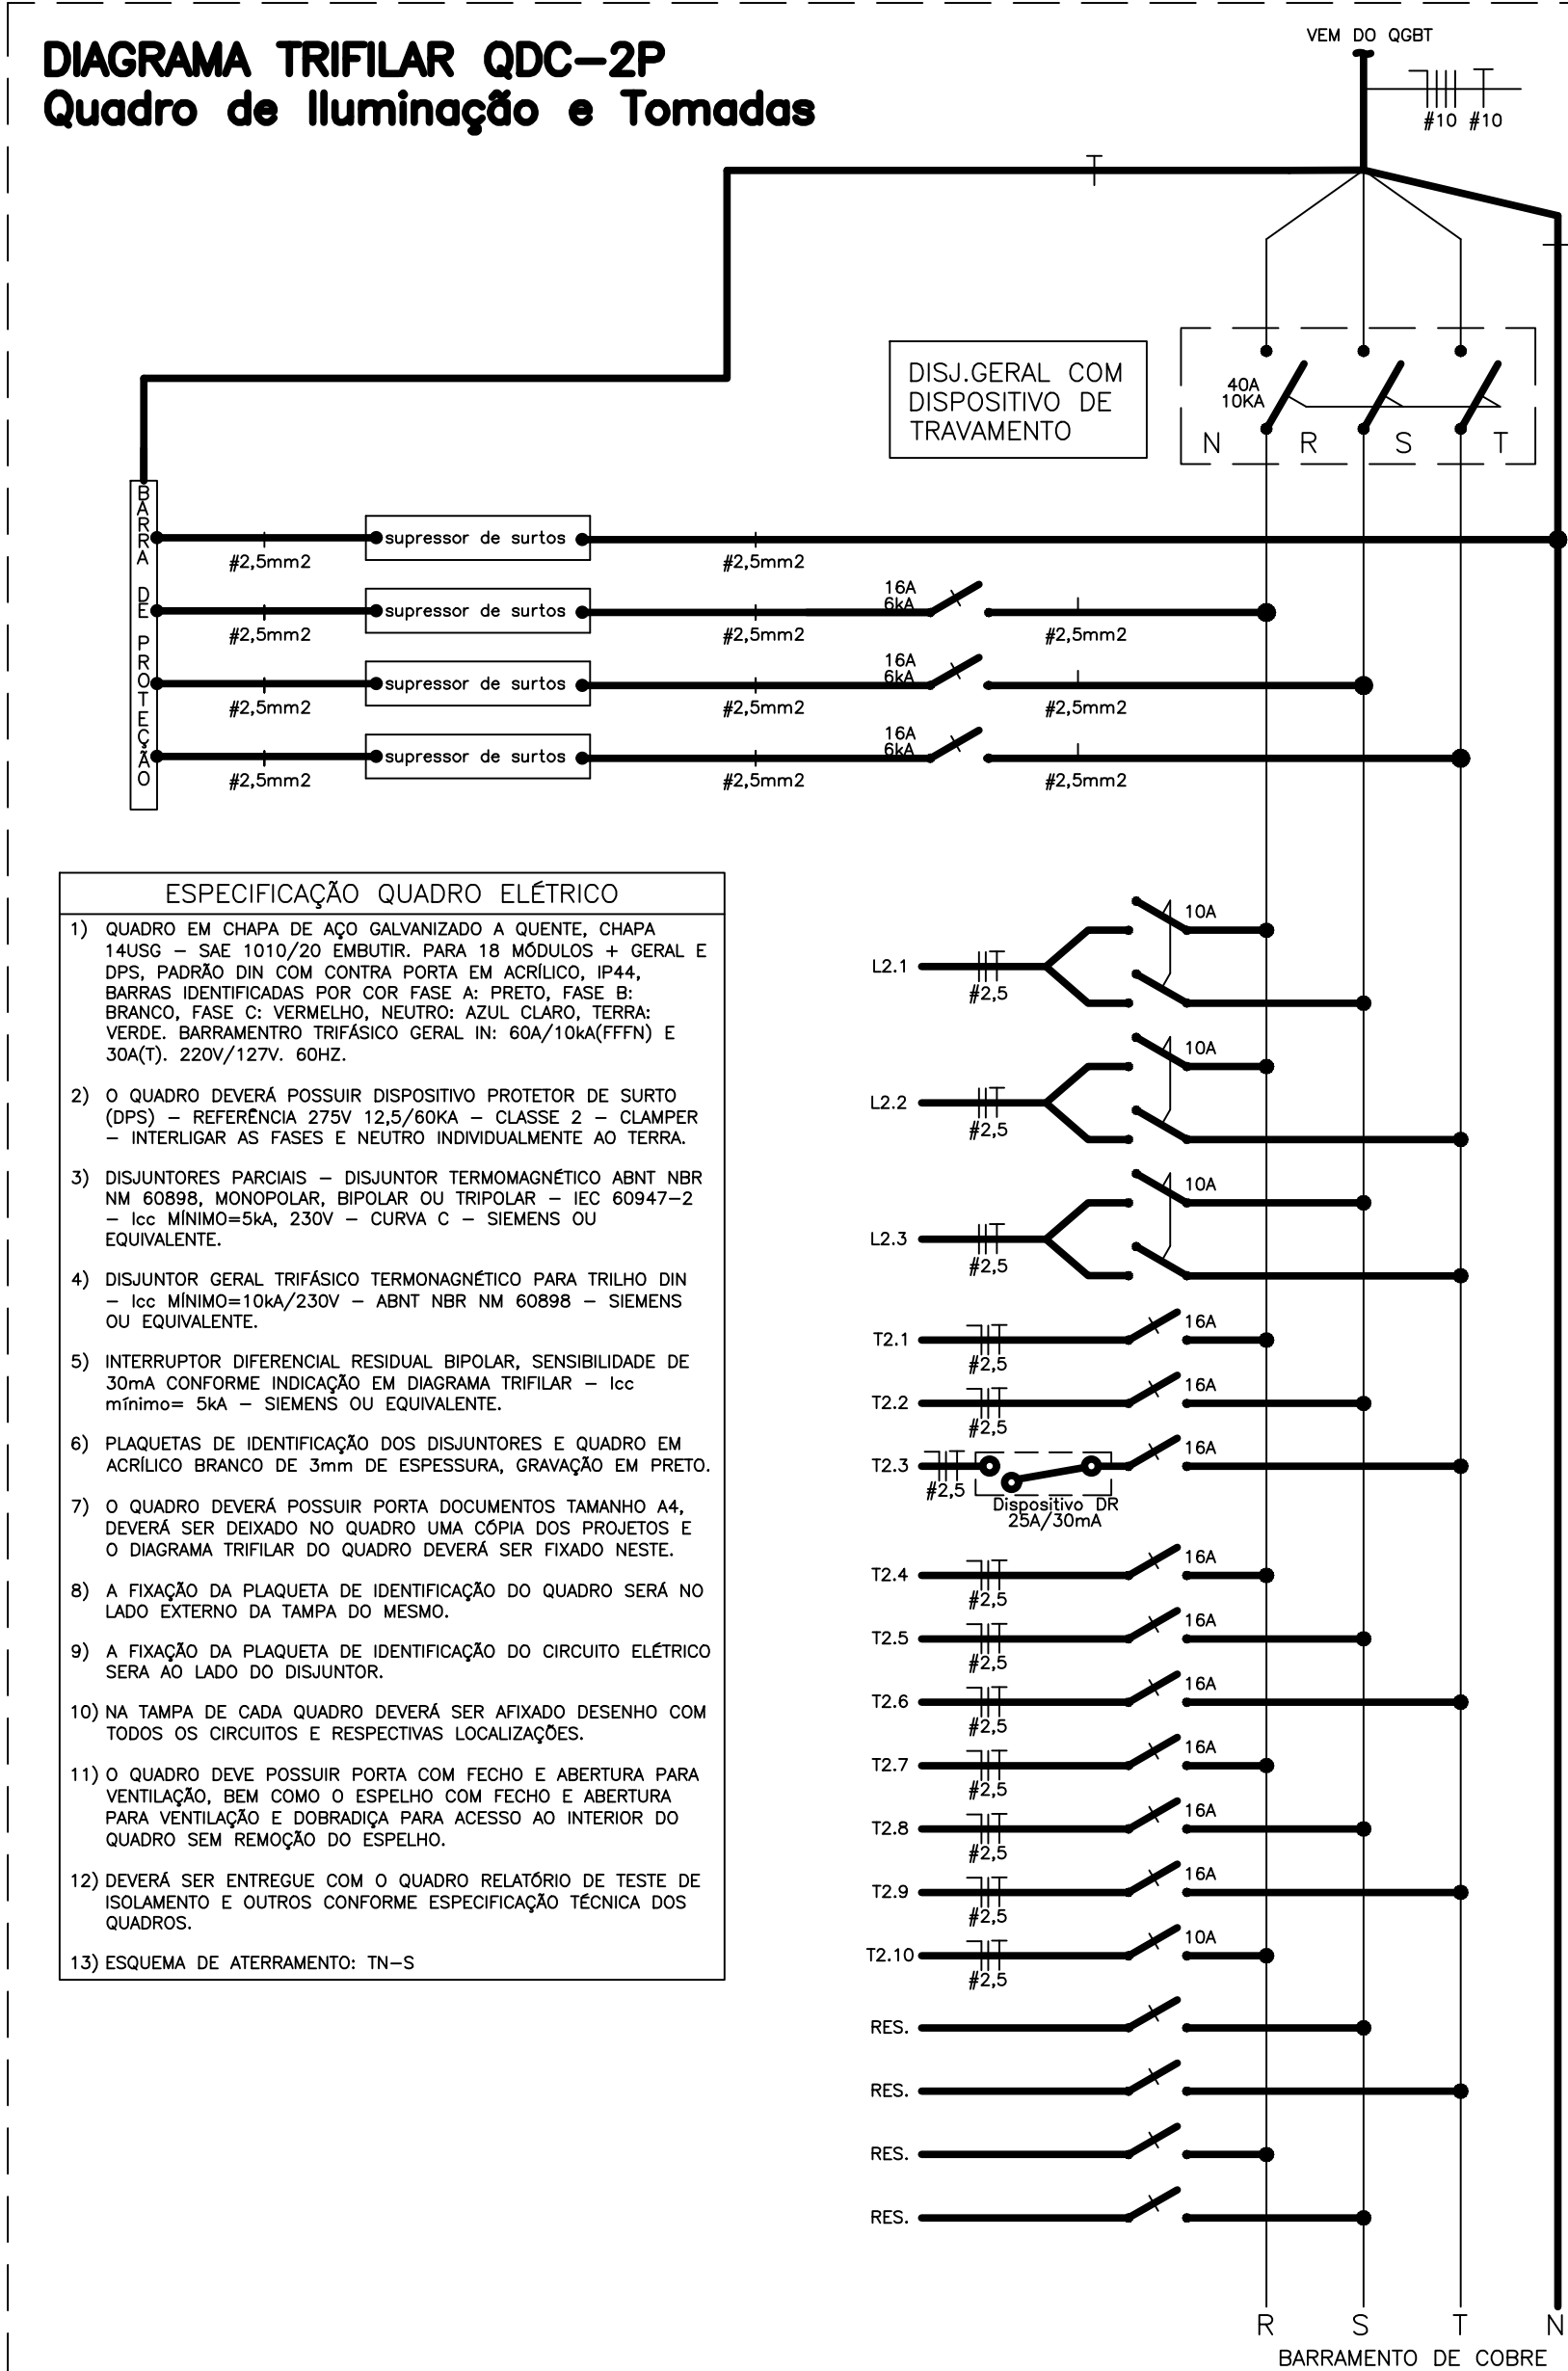 DIAGRAMA TRIFILAR QDC-2P
Quadro de Iluminação e Tomadas
VEM DO QGBT
#10 #10
DISJ.GERAL COM
DISPOSITIVO DE
TRAVAMENTO
40A
10KA
N R S T
BARRA DE PROTEÇÃO
supressor de surtos
#2,5mm2 #2,5mm2
16A
6kA
supressor de surtos
#2,5mm2 #2,5mm2 #2,5mm2
16A
6kA
supressor de surtos
#2,5mm2 #2,5mm2 #2,5mm2
16A
6kA
supressor de surtos
#2,5mm2 #2,5mm2 #2,5mm2
ESPECIFICAÇÃO QUADRO ELÉTRICO
1) QUADRO EM CHAPA DE AÇO GALVANIZADO A QUENTE, CHAPA
14USG – SAE 1010/20 EMBUTIR. PARA 18 MÓDULOS + GERAL E
DPS, PADRÃO DIN COM CONTRA PORTA EM ACRÍLICO, IP44,
BARRAS IDENTIFICADAS POR COR FASE A: PRETO, FASE B:
BRANCO, FASE C: VERMELHO, NEUTRO: AZUL CLARO, TERRA:
VERDE. BARRAMENTRO TRIFÁSICO GERAL IN: 60A/10kA(FFFN) E
30A(T). 220V/127V. 60HZ.
2) O QUADRO DEVERÁ POSSUIR DISPOSITIVO PROTETOR DE SURTO
(DPS) – REFERÊNCIA 275V 12,5/60KA – CLASSE 2 – CLAMPER
– INTERLIGAR AS FASES E NEUTRO INDIVIDUALMENTE AO TERRA.
3) DISJUNTORES PARCIAIS – DISJUNTOR TERMOMAGNÉTICO ABNT NBR
NM 60898, MONOPOLAR, BIPOLAR OU TRIPOLAR – IEC 60947-2
– Icc MÍNIMO=5kA, 230V – CURVA C – SIEMENS OU
EQUIVALENTE.
4) DISJUNTOR GERAL TRIFÁSICO TERMONAGNÉTICO PARA TRILHO DIN
– Icc MÍNIMO=10kA/230V – ABNT NBR NM 60898 – SIEMENS
OU EQUIVALENTE.
5) INTERRUPTOR DIFERENCIAL RESIDUAL BIPOLAR, SENSIBILIDADE DE
30mA CONFORME INDICAÇÃO EM DIAGRAMA TRIFILAR – Icc
mínimo= 5kA – SIEMENS OU EQUIVALENTE.
6) PLAQUETAS DE IDENTIFICAÇÃO DOS DISJUNTORES E QUADRO EM
ACRÍLICO BRANCO DE 3mm DE ESPESSURA, GRAVAÇÃO EM PRETO.
7) O QUADRO DEVERÁ POSSUIR PORTA DOCUMENTOS TAMANHO A4,
DEVERÁ SER DEIXADO NO QUADRO UMA CÓPIA DOS PROJETOS E
O DIAGRAMA TRIFILAR DO QUADRO DEVERÁ SER FIXADO NESTE.
8) A FIXAÇÃO DA PLAQUETA DE IDENTIFICAÇÃO DO QUADRO SERÁ NO
LADO EXTERNO DA TAMPA DO MESMO.
9) A FIXAÇÃO DA PLAQUETA DE IDENTIFICAÇÃO DO CIRCUITO ELÉTRICO
SERA AO LADO DO DISJUNTOR.
10) NA TAMPA DE CADA QUADRO DEVERÁ SER AFIXADO DESENHO COM
TODOS OS CIRCUITOS E RESPECTIVAS LOCALIZAÇÕES.
11) O QUADRO DEVE POSSUIR PORTA COM FECHO E ABERTURA PARA
VENTILAÇÃO, BEM COMO O ESPELHO COM FECHO E ABERTURA
PARA VENTILAÇÃO E DOBRADIÇA PARA ACESSO AO INTERIOR DO
QUADRO SEM REMOÇÃO DO ESPELHO.
12) DEVERÁ SER ENTREGUE COM O QUADRO RELATÓRIO DE TESTE DE
ISOLAMENTO E OUTROS CONFORME ESPECIFICAÇÃO TÉCNICA DOS
QUADROS.
13) ESQUEMA DE ATERRAMENTO: TN-S
10A
L2.1
#2,5
10A
L2.2
#2,5
10A
L2.3
#2,5
16A
T2.1
#2,5
16A
T2.2
#2,5
16A
T2.3
#2,5
Dispositivo DR
25A/30mA
16A
T2.4
#2,5
16A
T2.5
#2,5
16A
T2.6
#2,5
16A
T2.7
#2,5
16A
T2.8
#2,5
16A
T2.9
#2,5
10A
T2.10
#2,5
RES.
RES.
RES.
RES.
R S T N
BARRAMENTO DE COBRE